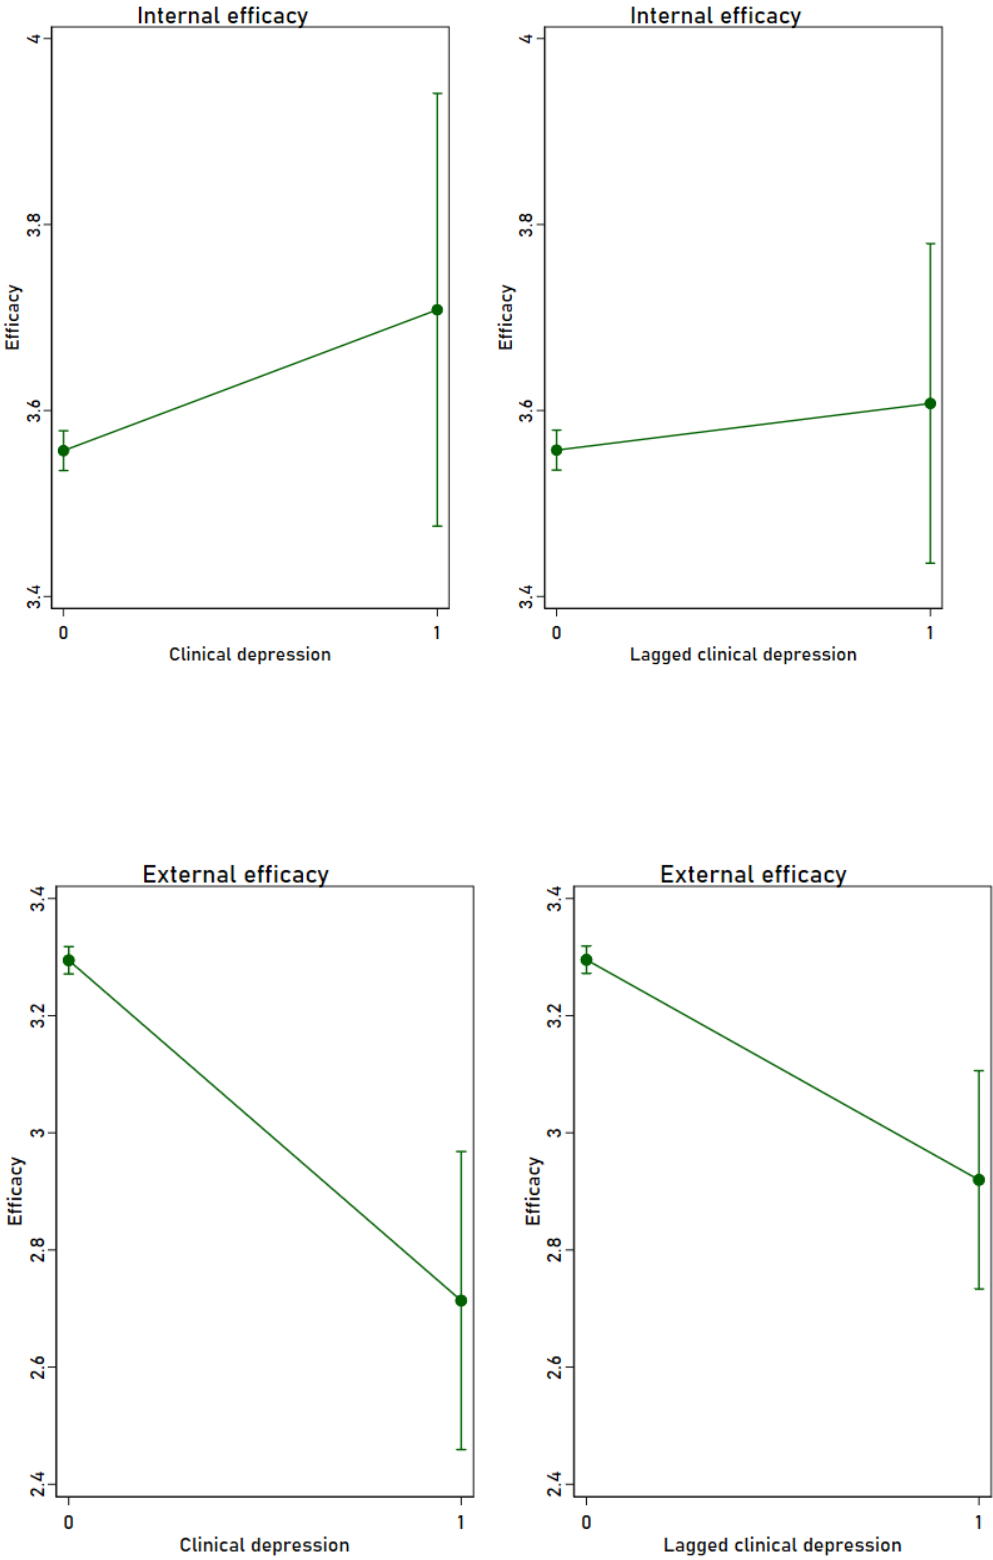 Internal efficacy
4
3.8
3.6
3.4
Efficacy
0
1
Clinical depression
Internal efficacy
4
3.8
3.6
3.4
Efficacy
0
1
Lagged clinical depression
External efficacy
3.4
3.2
3
2.8
2.6
2.4
Efficacy
0
1
Clinical depression
External efficacy
3.4
3.2
3
2.8
2.6
2.4
Efficacy
0
1
Lagged clinical depression